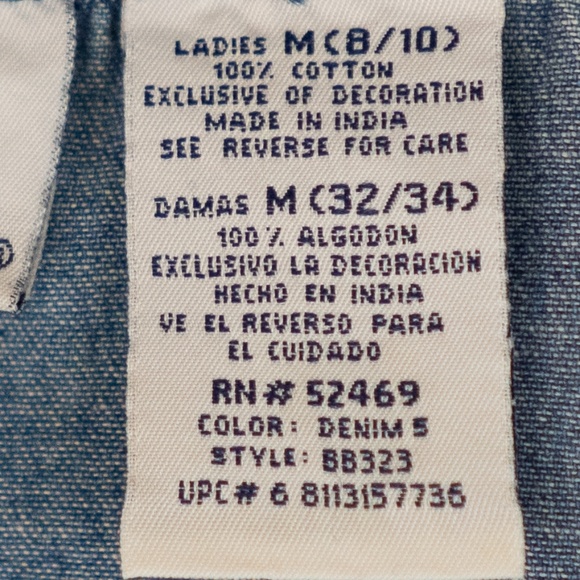 LADIES M(8/10)
100% COTTON
EXCLUSIVE OF DECORATION
MADE IN INDIA
SEE REVERSE FOR CARE
DAMAS M (32/34)
100% ALGODON
EXCLUSIVO LA DECORACION
HECHO EN INDIA
VE EL REVERSO PARA
EL CUIDADO
RN# 52469
COLOR: DENIM S
STYLE: BB323
UPC# 6 8113157736
®